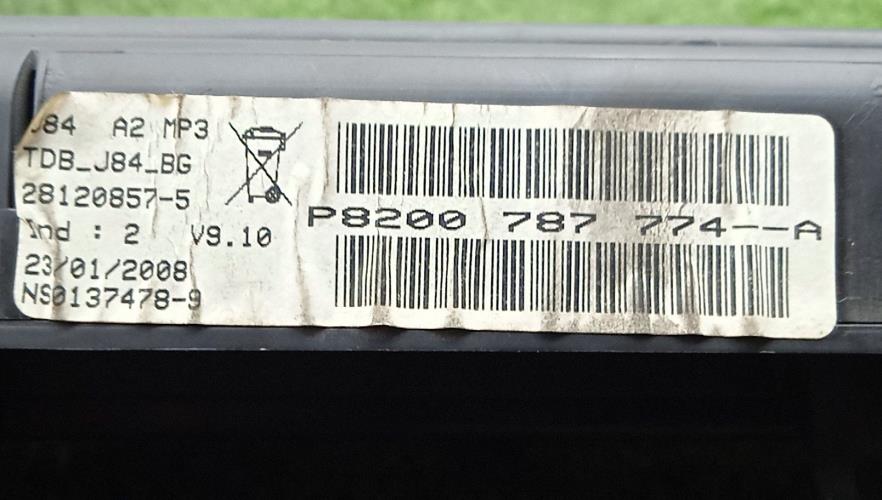 J84 A2 MP3
TDB_J84_BG
28120857-5
Ind : 2 V9.10
23/01/2008
NS0137478-9
P8200 787 774--A